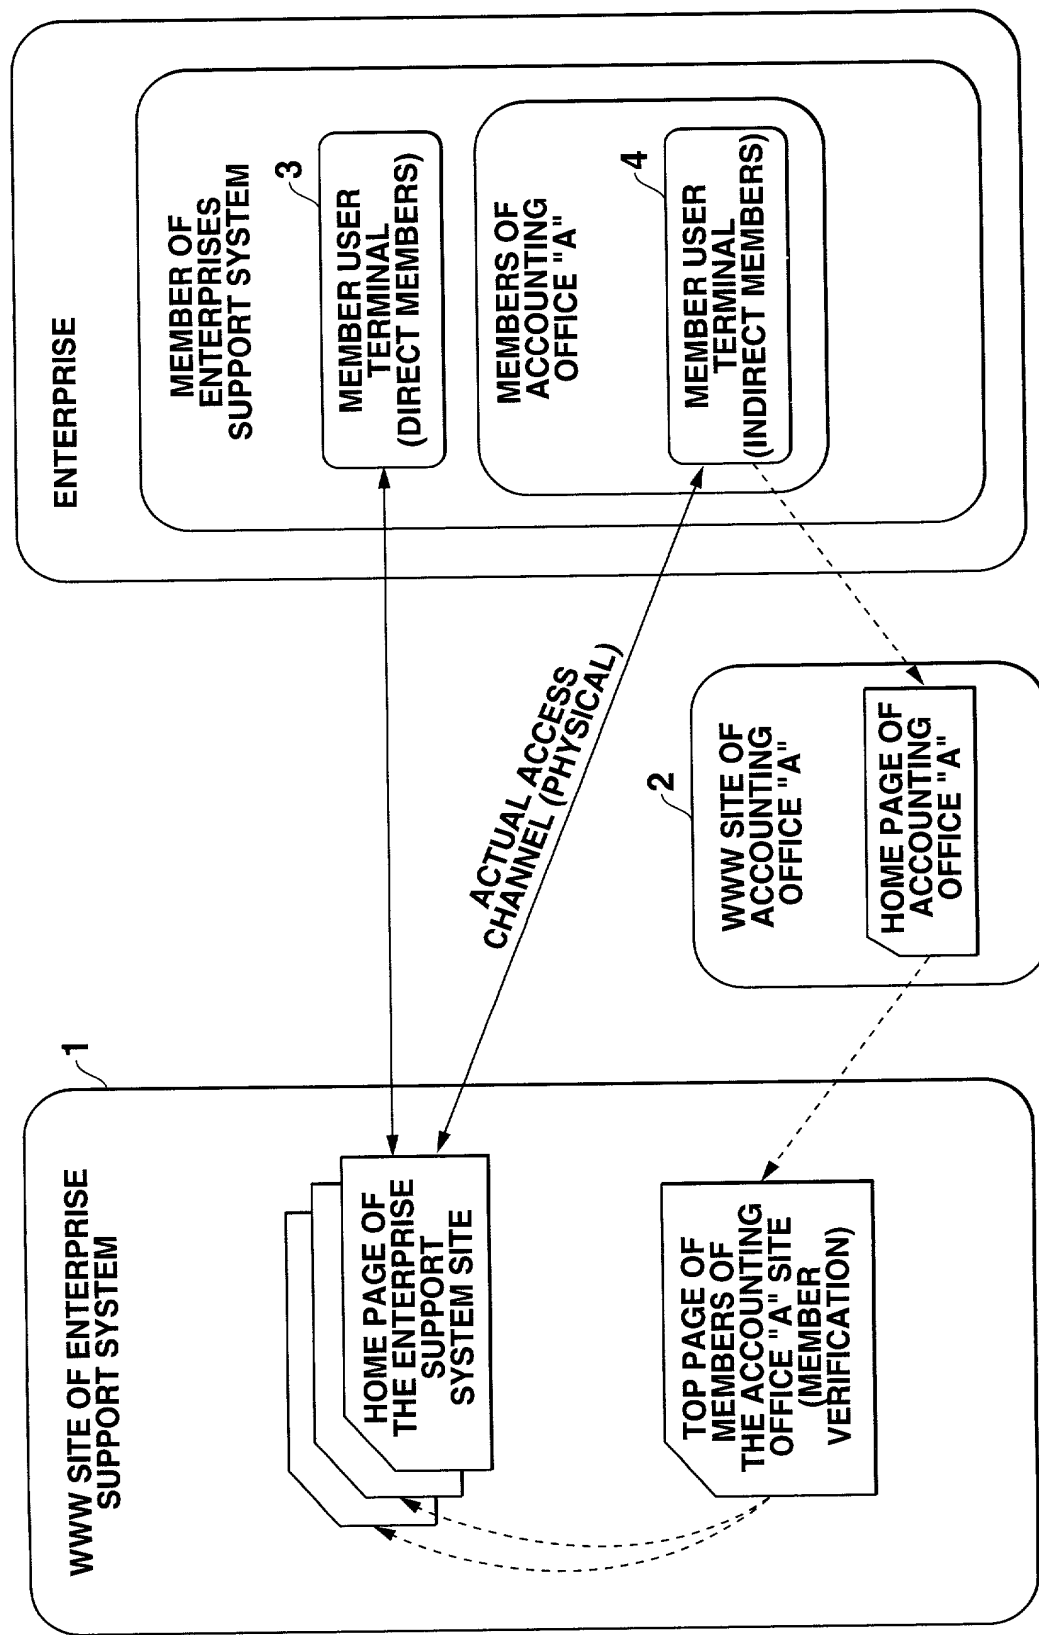 WWW SITE OF ENTERPRISE
SUPPORT SYSTEM
1
HOME PAGE OF
THE ENTERPRISE
SUPPORT
SYSTEM SITE
TOP PAGE OF
MEMBERS OF
THE ACCOUNTING
OFFICE "A" SITE
(MEMBER
VERIFICATION)
ACTUAL ACCESS
CHANNEL (PHYSICAL)
2
WWW SITE OF
ACCOUNTING
OFFICE "A"
HOME PAGE OF
ACCOUNTING
OFFICE "A"
ENTERPRISE
MEMBER OF
ENTERPRISES
SUPPORT SYSTEM
3
MEMBER USER
TERMINAL
(DIRECT MEMBERS)
MEMBERS OF
ACCOUNTING
OFFICE "A"
4
MEMBER USER
TERMINAL
(INDIRECT MEMBERS)